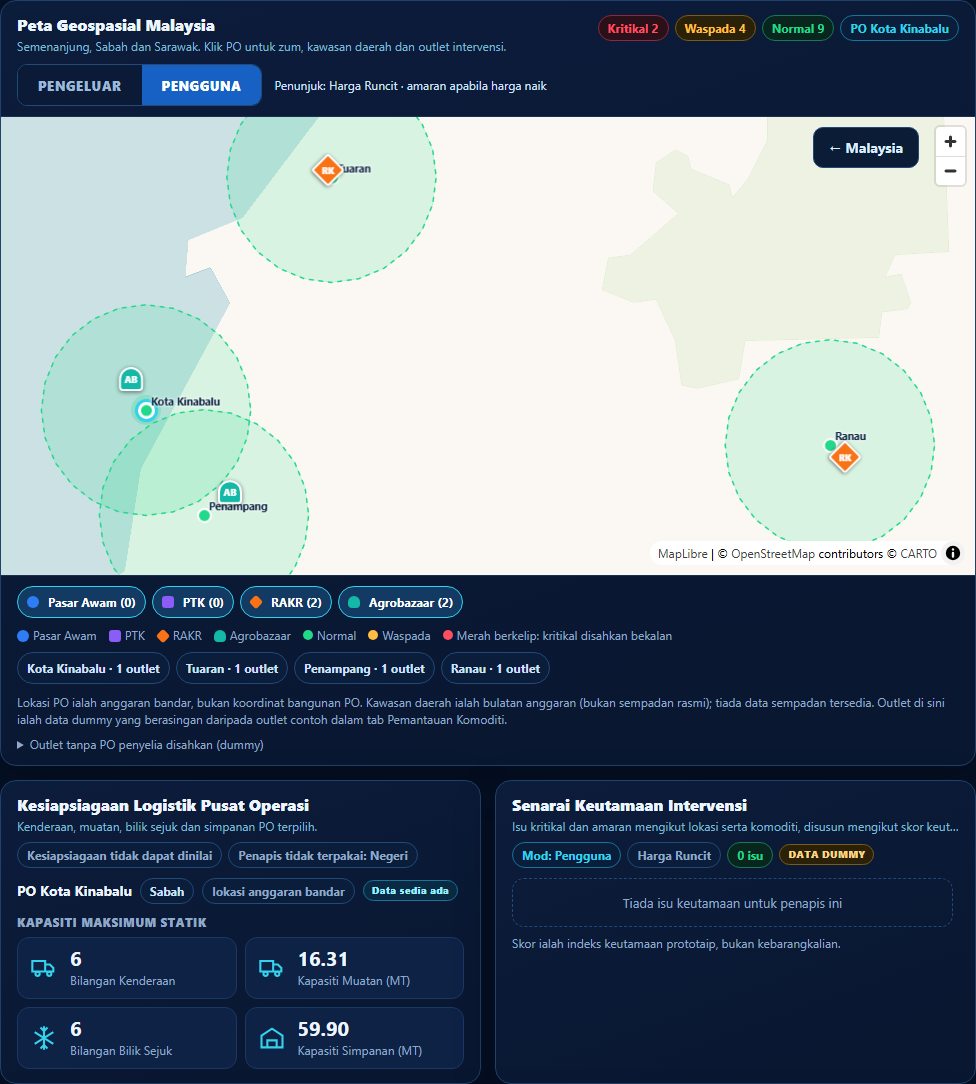 Peta Geospasial Malaysia
Semenanjung, Sabah dan Sarawak. Klik PO untuk zum, kawasan daerah dan outlet intervensi.
Kritikal 2
Waspada 4
Normal 9
PO Kota Kinabalu
PENGELUAR
PENGGUNA
Penunjuk: Harga Runcit · amaran apabila harga naik
← Malaysia
+
−
RK
Tuaran
AB
Kota Kinabalu
AB
Penampang
Ranau
RK
MapLibre | © OpenStreetMap contributors © CARTO
Pasar Awam (0)
PTK (0)
RAKR (2)
Agrobazaar (2)
Pasar Awam
PTK
RAKR
Agrobazaar
Normal
Waspada
Merah berkelip: kritikal disahkan bekalan
Kota Kinabalu · 1 outlet
Tuaran · 1 outlet
Penampang · 1 outlet
Ranau · 1 outlet
Lokasi PO ialah anggaran bandar, bukan koordinat bangunan PO. Kawasan daerah ialah bulatan anggaran (bukan sempadan rasmi); tiada data sempadan tersedia. Outlet di sini
ialah data dummy yang berasingan daripada outlet contoh dalam tab Pemantauan Komoditi.
Outlet tanpa PO penyelia disahkan (dummy)
Kesiapsiagaan Logistik Pusat Operasi
Kenderaan, muatan, bilik sejuk dan simpanan PO terpilih.
Kesiapsiagaan tidak dapat dinilai
Penapis tidak terpakai: Negeri
PO Kota Kinabalu
Sabah
lokasi anggaran bandar
Data sedia ada
KAPASITI MAKSIMUM STATIK
6
Bilangan Kenderaan
16.31
Kapasiti Muatan (MT)
6
Bilangan Bilik Sejuk
59.90
Kapasiti Simpanan (MT)
Senarai Keutamaan Intervensi
Isu kritikal dan amaran mengikut lokasi serta komoditi, disusun mengikut skor keut...
Mod: Pengguna
Harga Runcit
0 isu
DATA DUMMY
Tiada isu keutamaan untuk penapis ini
Skor ialah indeks keutamaan prototaip, bukan kebarangkalian.